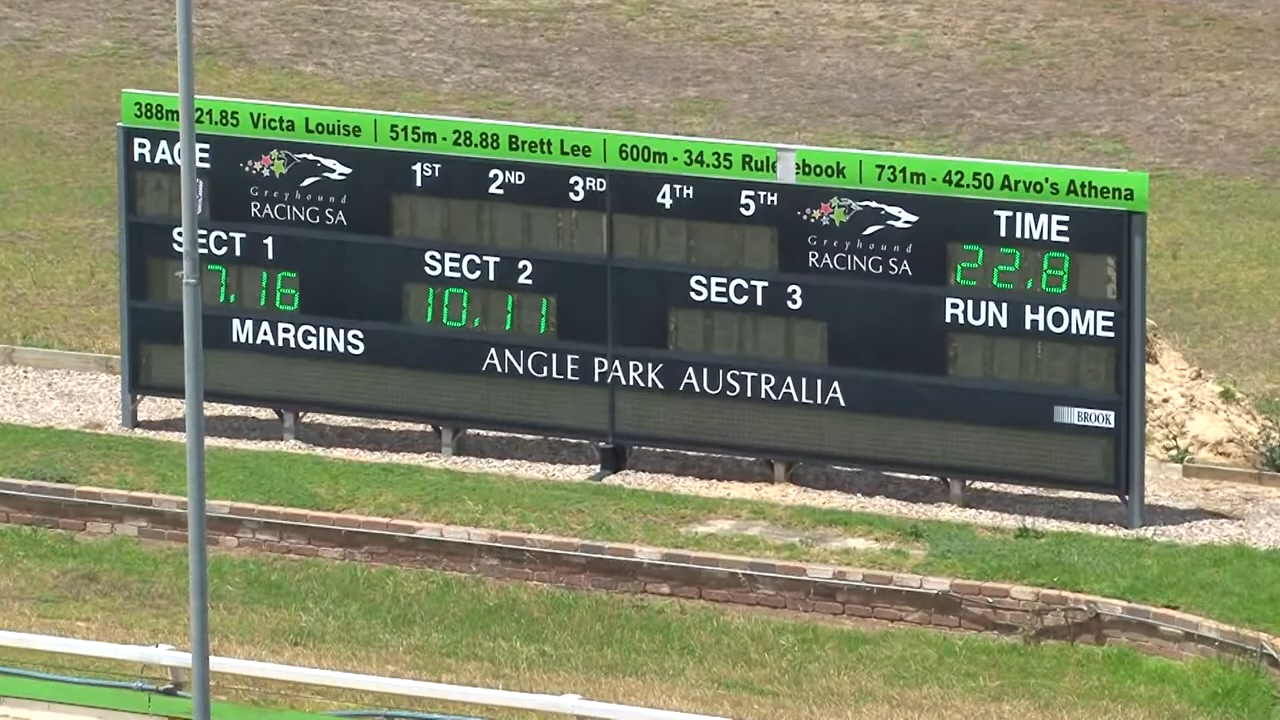 388m 21.85 Victa Louise | 515m - 28.88 Brett Lee | 600m - 34.35 Rule ebook | 731m - 42.50 Arvo's Athena
RACE
Greyhound
RACING SA
1ST 2ND 3RD 4TH 5TH
Greyhound
RACING SA
TIME
22.8
SECT 1
7.16
SECT 2
10.11
SECT 3
RUN HOME
MARGINS
ANGLE PARK AUSTRALIA
BROOK